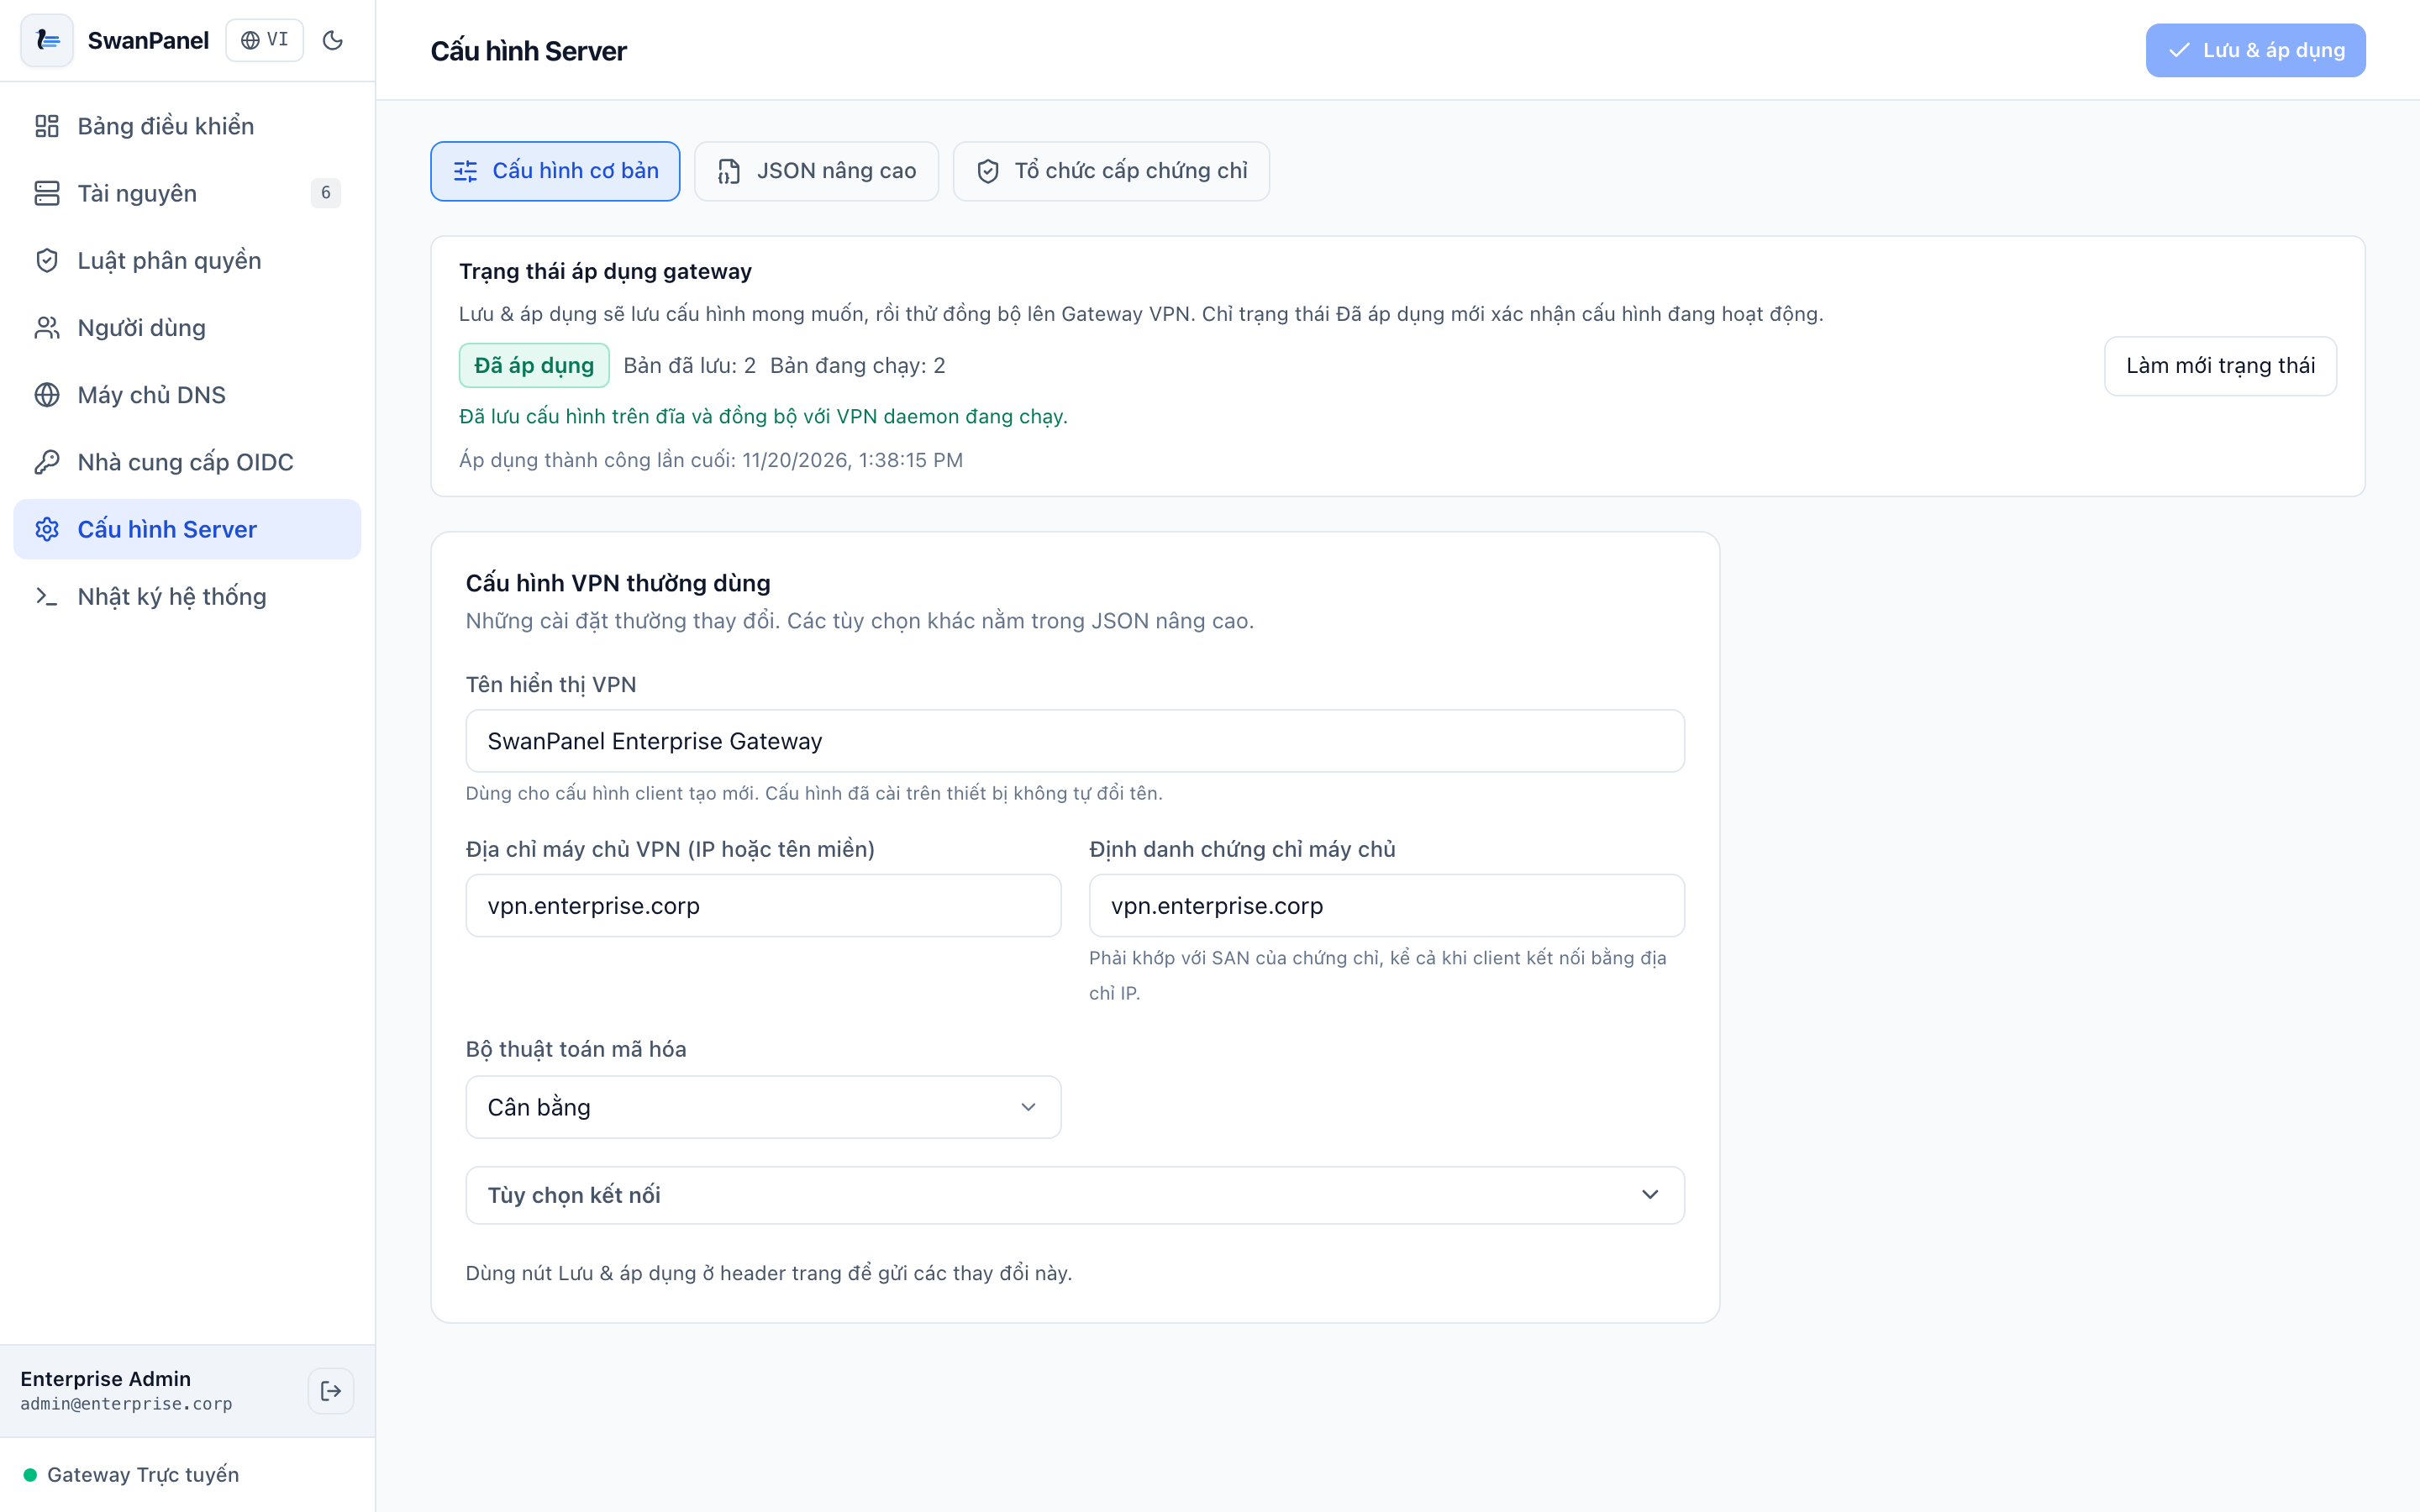 SwanPanel
VI
Bảng điều khiển
Tài nguyên
6
Luật phân quyền
Người dùng
Máy chủ DNS
Nhà cung cấp OIDC
Cấu hình Server
Nhật ký hệ thống
Enterprise Admin
admin@enterprise.corp
Gateway Trực tuyến
Cấu hình Server
Lưu & áp dụng
Cấu hình cơ bản
JSON nâng cao
Tổ chức cấp chứng chỉ
Trạng thái áp dụng gateway
Lưu & áp dụng sẽ lưu cấu hình mong muốn, rồi thử đồng bộ lên Gateway VPN. Chỉ trạng thái Đã áp dụng mới xác nhận cấu hình đang hoạt động.
Đã áp dụng Bản đã lưu: 2 Bản đang chạy: 2
Làm mới trạng thái
Đã lưu cấu hình trên đĩa và đồng bộ với VPN daemon đang chạy.
Áp dụng thành công lần cuối: 11/20/2026, 1:38:15 PM
Cấu hình VPN thường dùng
Những cài đặt thường thay đổi. Các tùy chọn khác nằm trong JSON nâng cao.
Tên hiển thị VPN
SwanPanel Enterprise Gateway
Dùng cho cấu hình client tạo mới. Cấu hình đã cài trên thiết bị không tự đổi tên.
Địa chỉ máy chủ VPN (IP hoặc tên miền)
vpn.enterprise.corp
Định danh chứng chỉ máy chủ
vpn.enterprise.corp
Phải khớp với SAN của chứng chỉ, kể cả khi client kết nối bằng địa
chỉ IP.
Bộ thuật toán mã hóa
Cân bằng
Tùy chọn kết nối
Dùng nút Lưu & áp dụng ở header trang để gửi các thay đổi này.